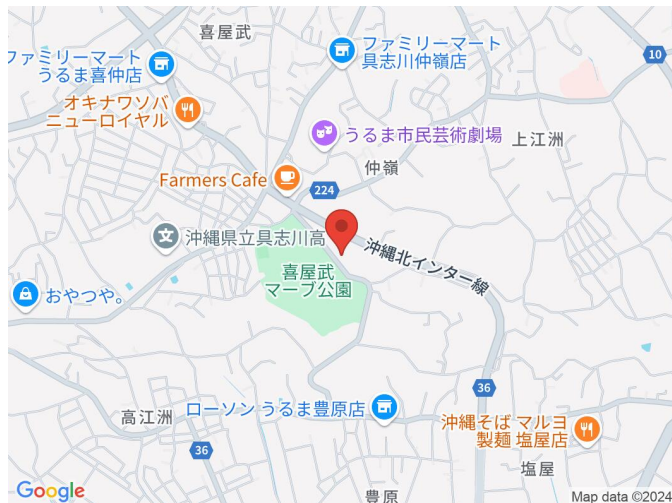 喜屋武
ファミリーマート
具志川仲嶺店
10
ファミリーマート
うるま喜仲店
オキナワソバ
ニューロイヤル
うるま市民芸術劇場
上江洲
仲嶺
Farmers Cafe
224
沖縄県立具志川高
沖縄北インター線
喜屋武
マーブ公園
おやつや。
36
ローソン うるま豊原店
高江洲
沖縄そば マルヨ
製麺 塩屋店
36
塩屋
豊原
Google
Map data ©2024